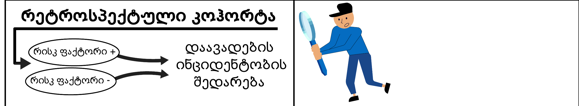 რეტროსპექტული კოჰორტა
რისკ ფაქტორი +
რისკ ფაქტორი -
დაავადების
ინციდენტობის
შედარება